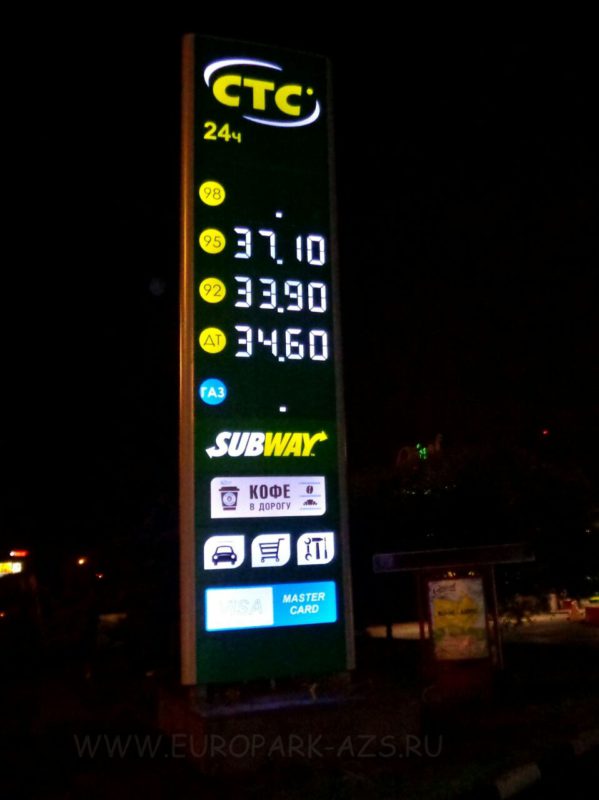 СТС
24ч
98
.
95 37.10
92 33.90
ДТ 34.60
ГАЗ
.
SUBWAY
КОФЕ
В ДОРОГУ
VISA
MASTER
CARD
WWW.EUROPARK-AZS.RU